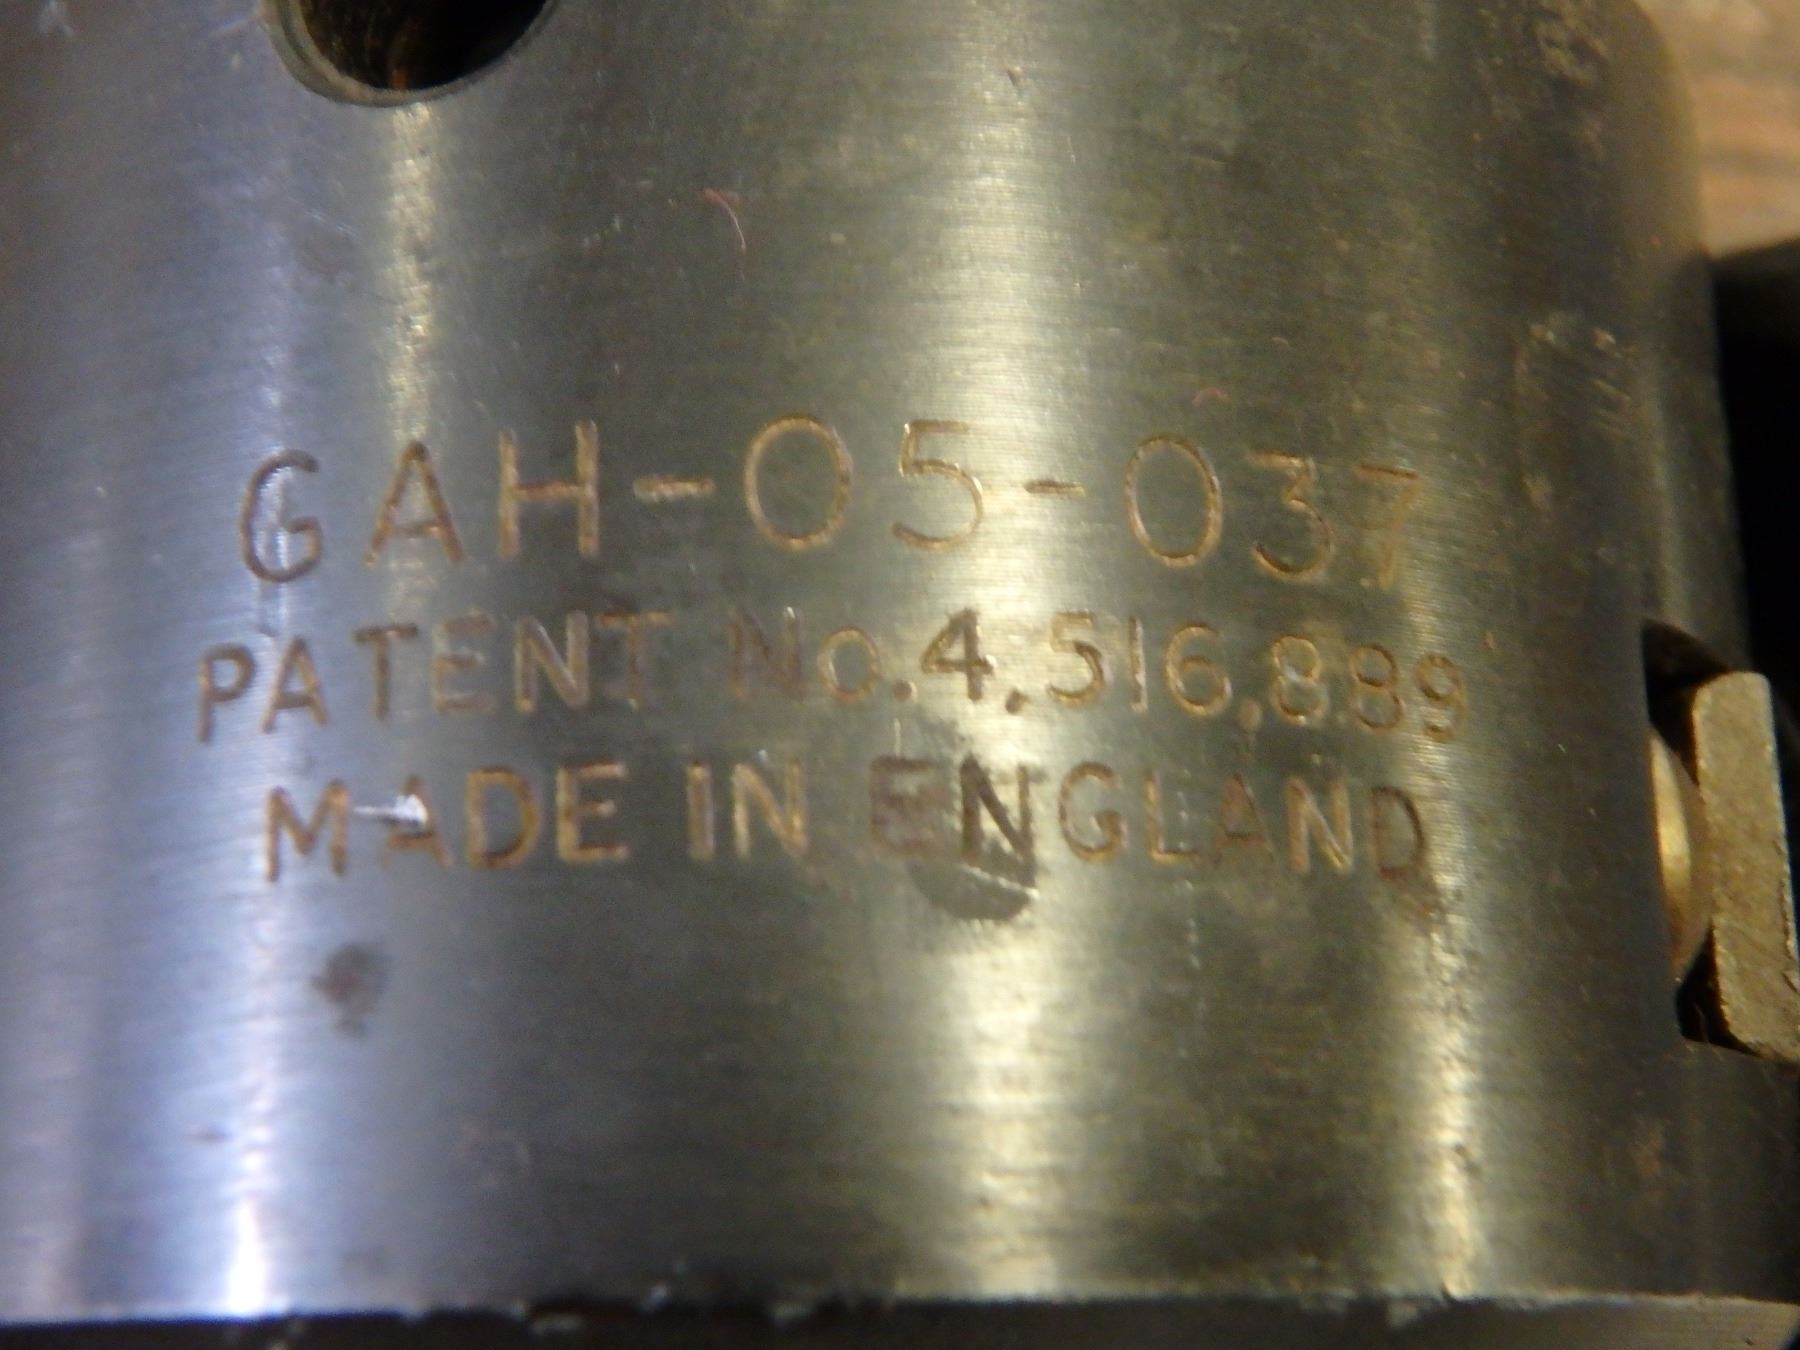 GAH-05-037
PATENT No.4,516,889
MADE IN ENGLAND